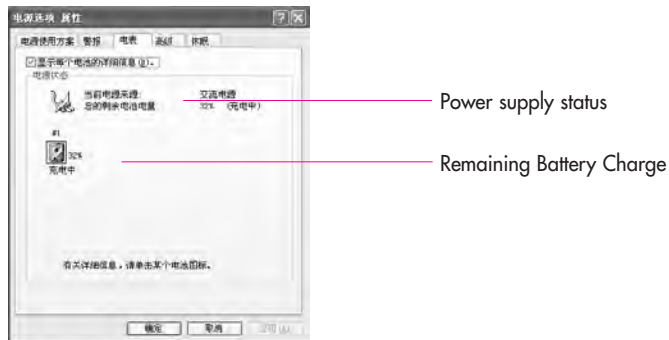 电源选项 属性
电源使用方案 警报 电表 高级 休眠
显示每个电池的详细信息(D)。
电源状态
当前电源来源: 交流电源
总的剩余电池电量 32% (充电中)
#1
32%
充电中
有关详细信息,请单击某个电池图标。
确定 取消 应用(A)
Power supply status
Remaining Battery Charge